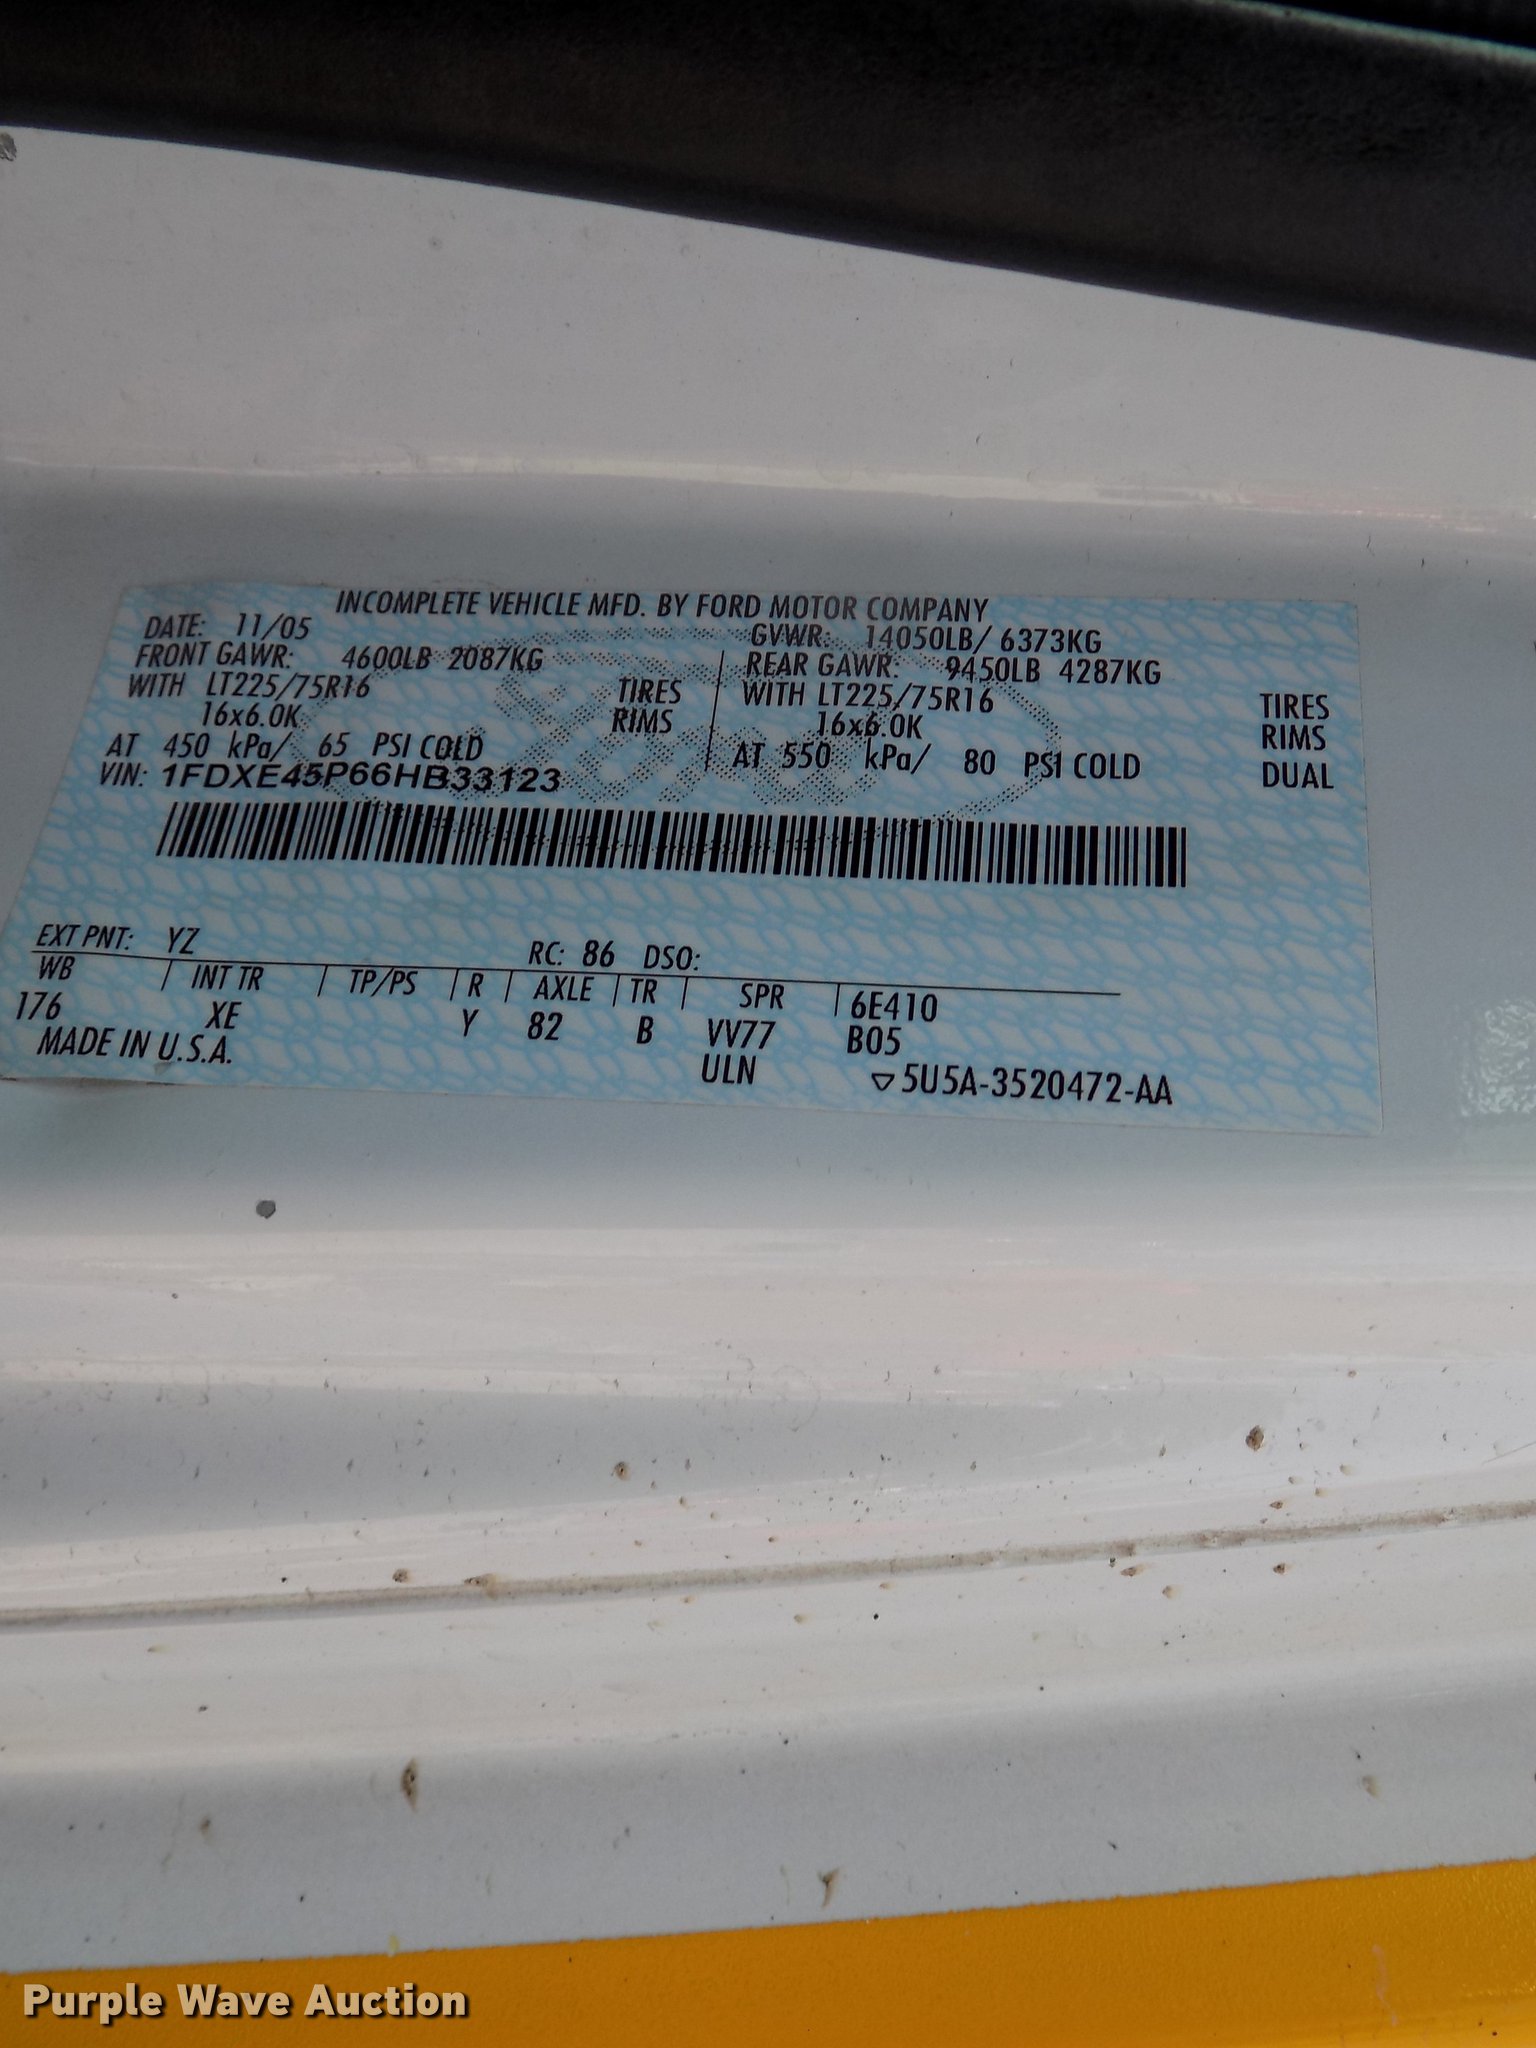 INCOMPLETE VEHICLE MFD. BY FORD MOTOR COMPANY
DATE: 11/05 GVWR: 14050LB/ 6373KG
FRONT GAWR: 4600LB 2087KG REAR GAWR: 9450LB 4287KG
WITH LT225/75R16 TIRES WITH LT225/75R16 TIRES
16x6.0K RIMS 16x6.0K RIMS
AT 450 kPa/ 65 PSI COLD AT 550 kPa/ 80 PSI COLD DUAL
VIN: 1FDXE45P66HB33123
EXT PNT: YZ RC: 86 DSO:
WB INT TR TP/PS R AXLE TR SPR 6E410
176 XE Y 82 B VV77 B05
MADE IN U.S.A. ULN ▽5U5A-3520472-AA
Purple Wave Auction